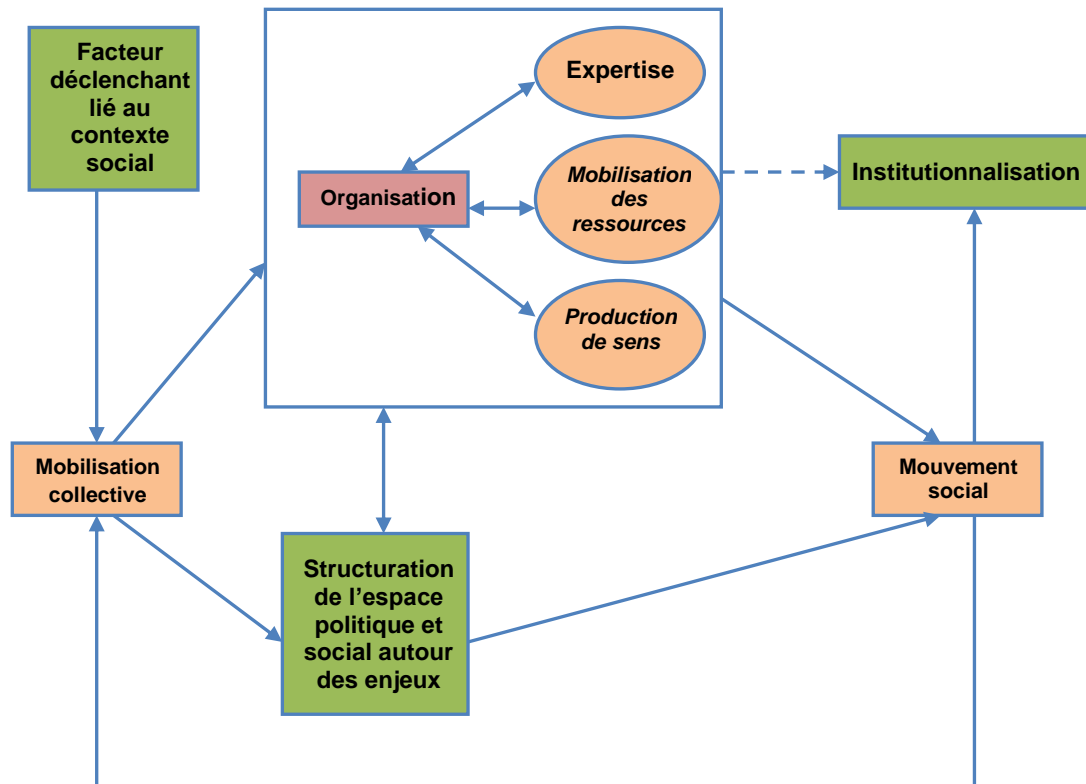 Facteur
déclenchant
lié au
contexte
social
Expertise
Organisation
Mobilisation
des
ressources
Production
de sens
Institutionnalisation
Mobilisation
collective
Mouvement
social
Structuration
de l’espace
politique et
social autour
des enjeux